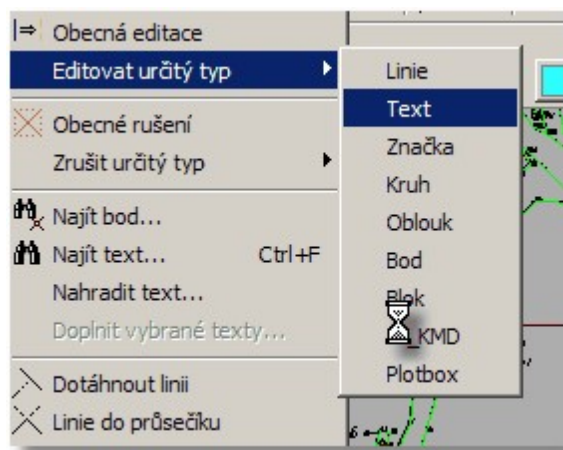 Obecná editace
Editovat určitý typ
Obecné rušení
Zrušit určitý typ
Najít bod...
Najít text... Ctrl+F
Nahradit text...
Doplnit vybrané texty...
Dotáhnout linii
Linie do průsečíku
Linie
Text
Značka
Kruh
Oblouk
Bod
Blok
_KMD
Plotbox